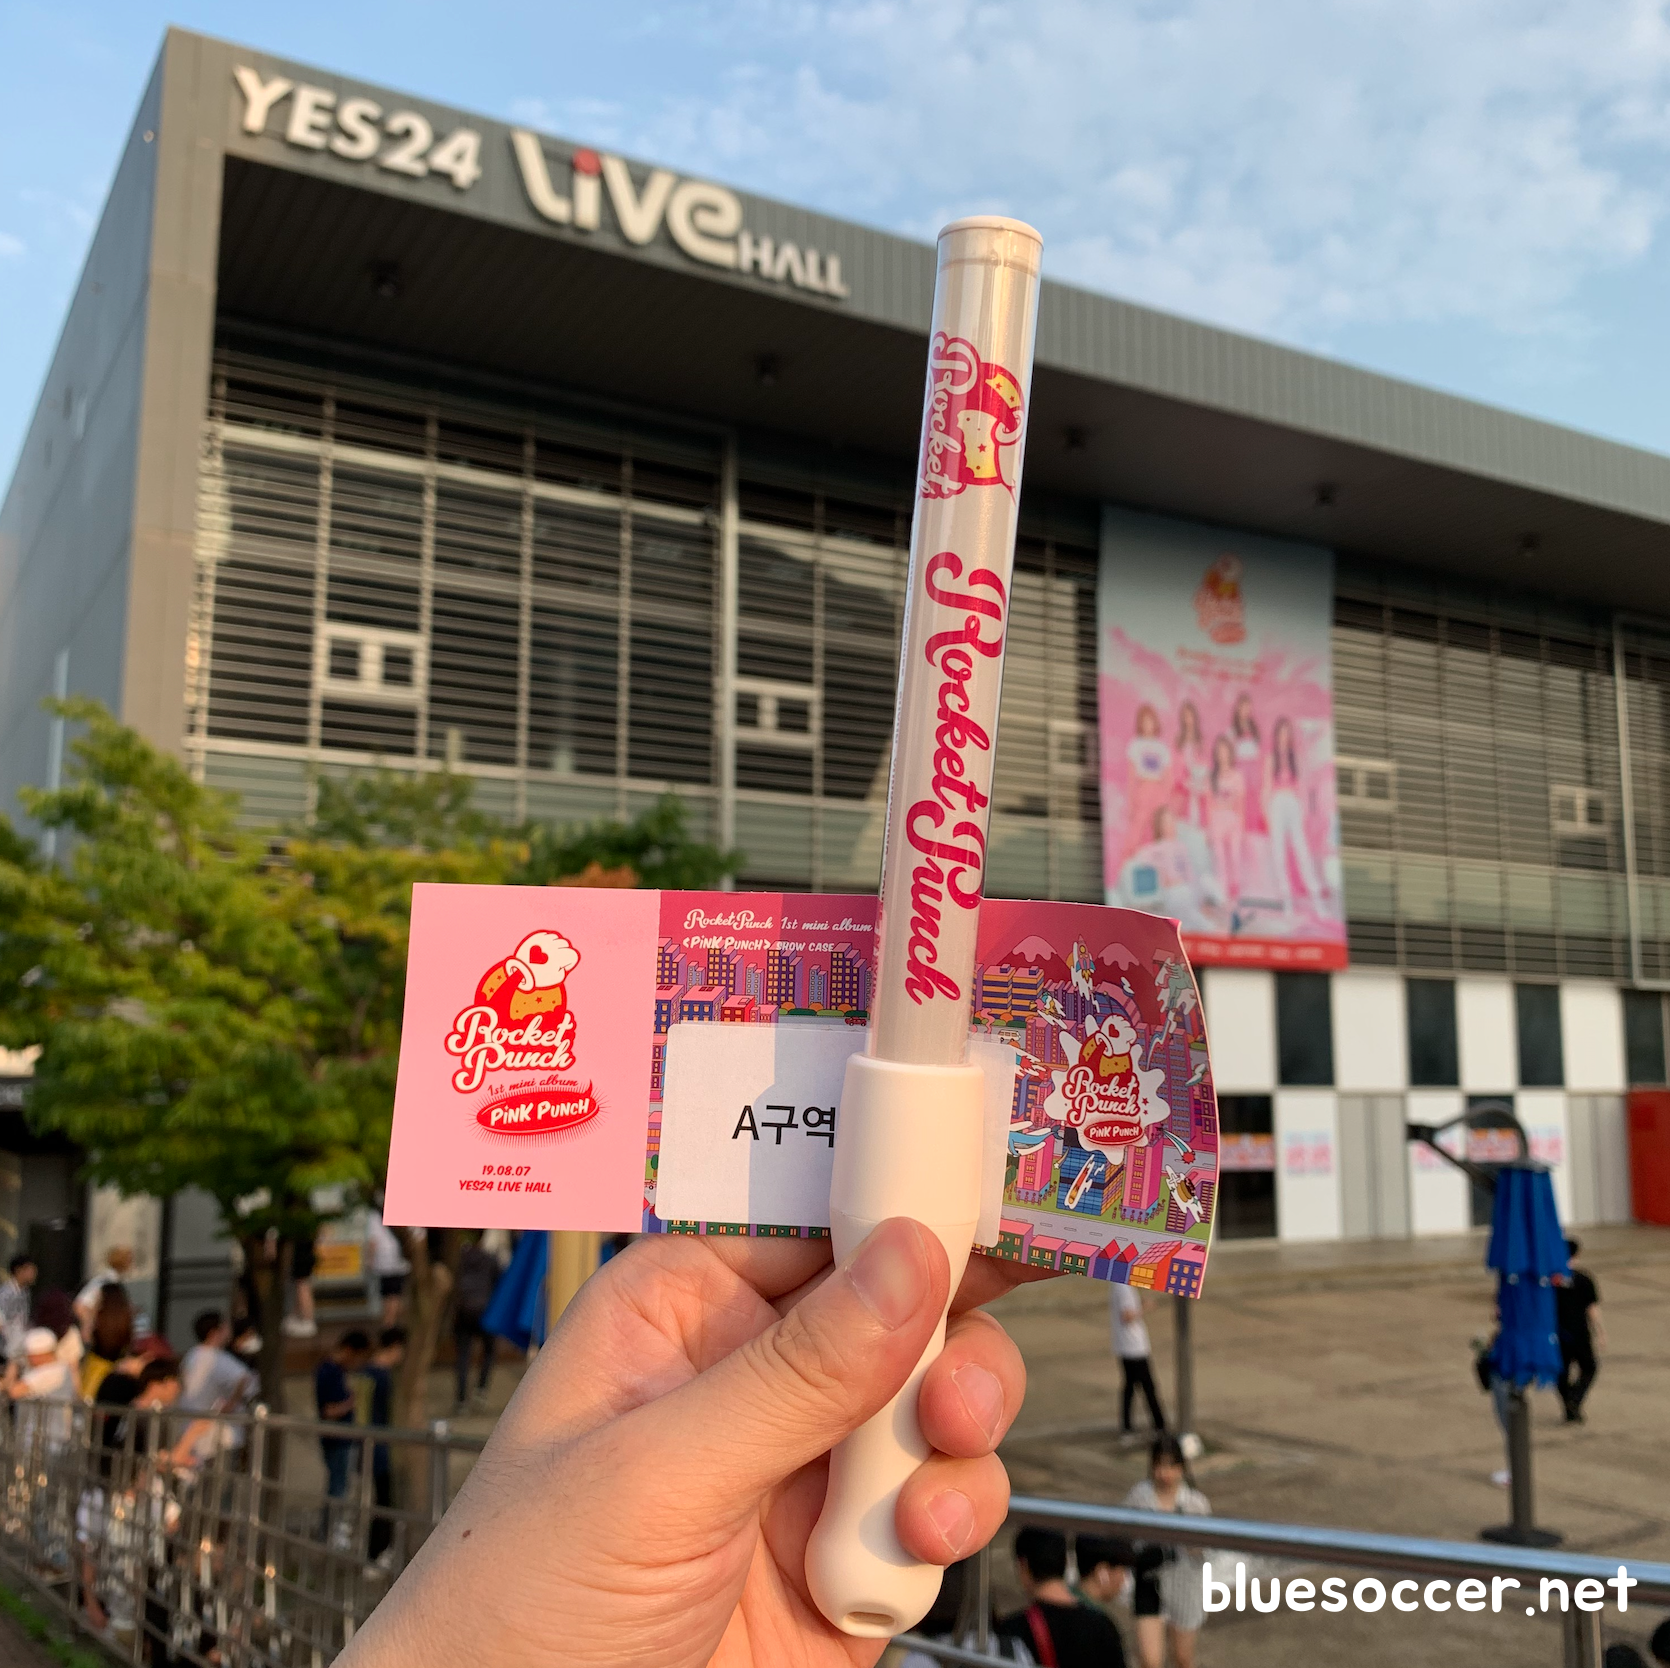 YES24 LiVe HALL
Rocket
Rocket Punch
Rocket
Punch
1st mini album
PiNK PUNCH
19.08.07
YES24 LIVE HALL
Rocket Punch 1st mini album
<PiNK PUNCH> SHOW CASE
A구역
Rocket
Punch
PiNK PUNCH
bluesoccer.net